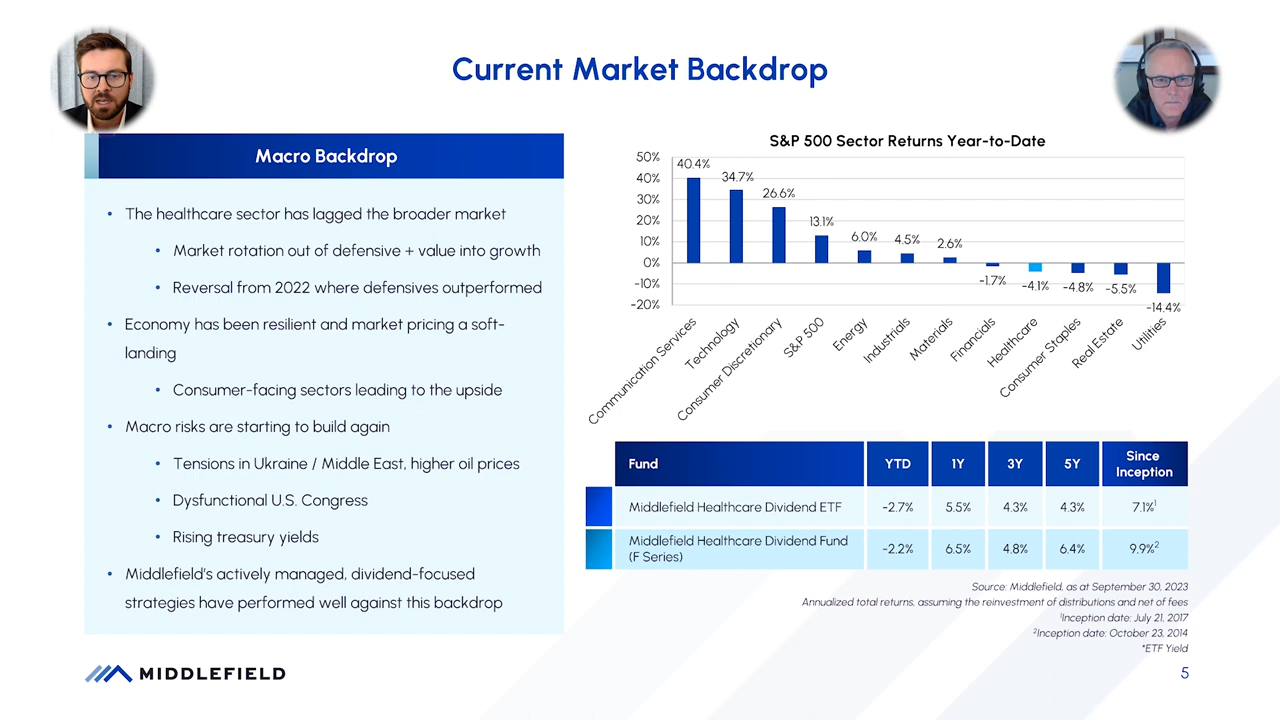 Current Market Backdrop
Macro Backdrop
• The healthcare sector has lagged the broader market
• Market rotation out of defensive + value into growth
• Reversal from 2022 where defensives outperformed
• Economy has been resilient and market pricing a soft-
landing
• Consumer-facing sectors leading to the upside
• Macro risks are starting to build again
• Tensions in Ukraine / Middle East, higher oil prices
• Dysfunctional U.S. Congress
• Rising treasury yields
• Middlefield's actively managed, dividend-focused
strategies have performed well against this backdrop
S&P 500 Sector Returns Year-to-Date
50%
40%
30%
20%
10%
0%
-10%
-20%
40.4%
34.7%
26.6%
13.1%
6.0%
4.5%
2.6%
-1.7%
-4.1%
-4.8%
-5.5%
-14.4%
Communication Services
Technology
Consumer Discretionary
S&P 500
Energy
Industrials
Materials
Financials
Healthcare
Consumer Staples
Real Estate
Utilities
Fund YTD 1Y 3Y 5Y Since
Inception
Middlefield Healthcare Dividend ETF -2.7% 5.5% 4.3% 4.3% 7.1%¹
Middlefield Healthcare Dividend Fund
(F Series) -2.2% 6.5% 4.8% 6.4% 9.9%²
Source: Middlefield, as at September 30, 2023
Annualized total returns, assuming the reinvestment of distributions and net of fees
¹Inception date: July 21, 2017
²Inception date: October 23, 2014
*ETF Yield
MIDDLEFIELD
5